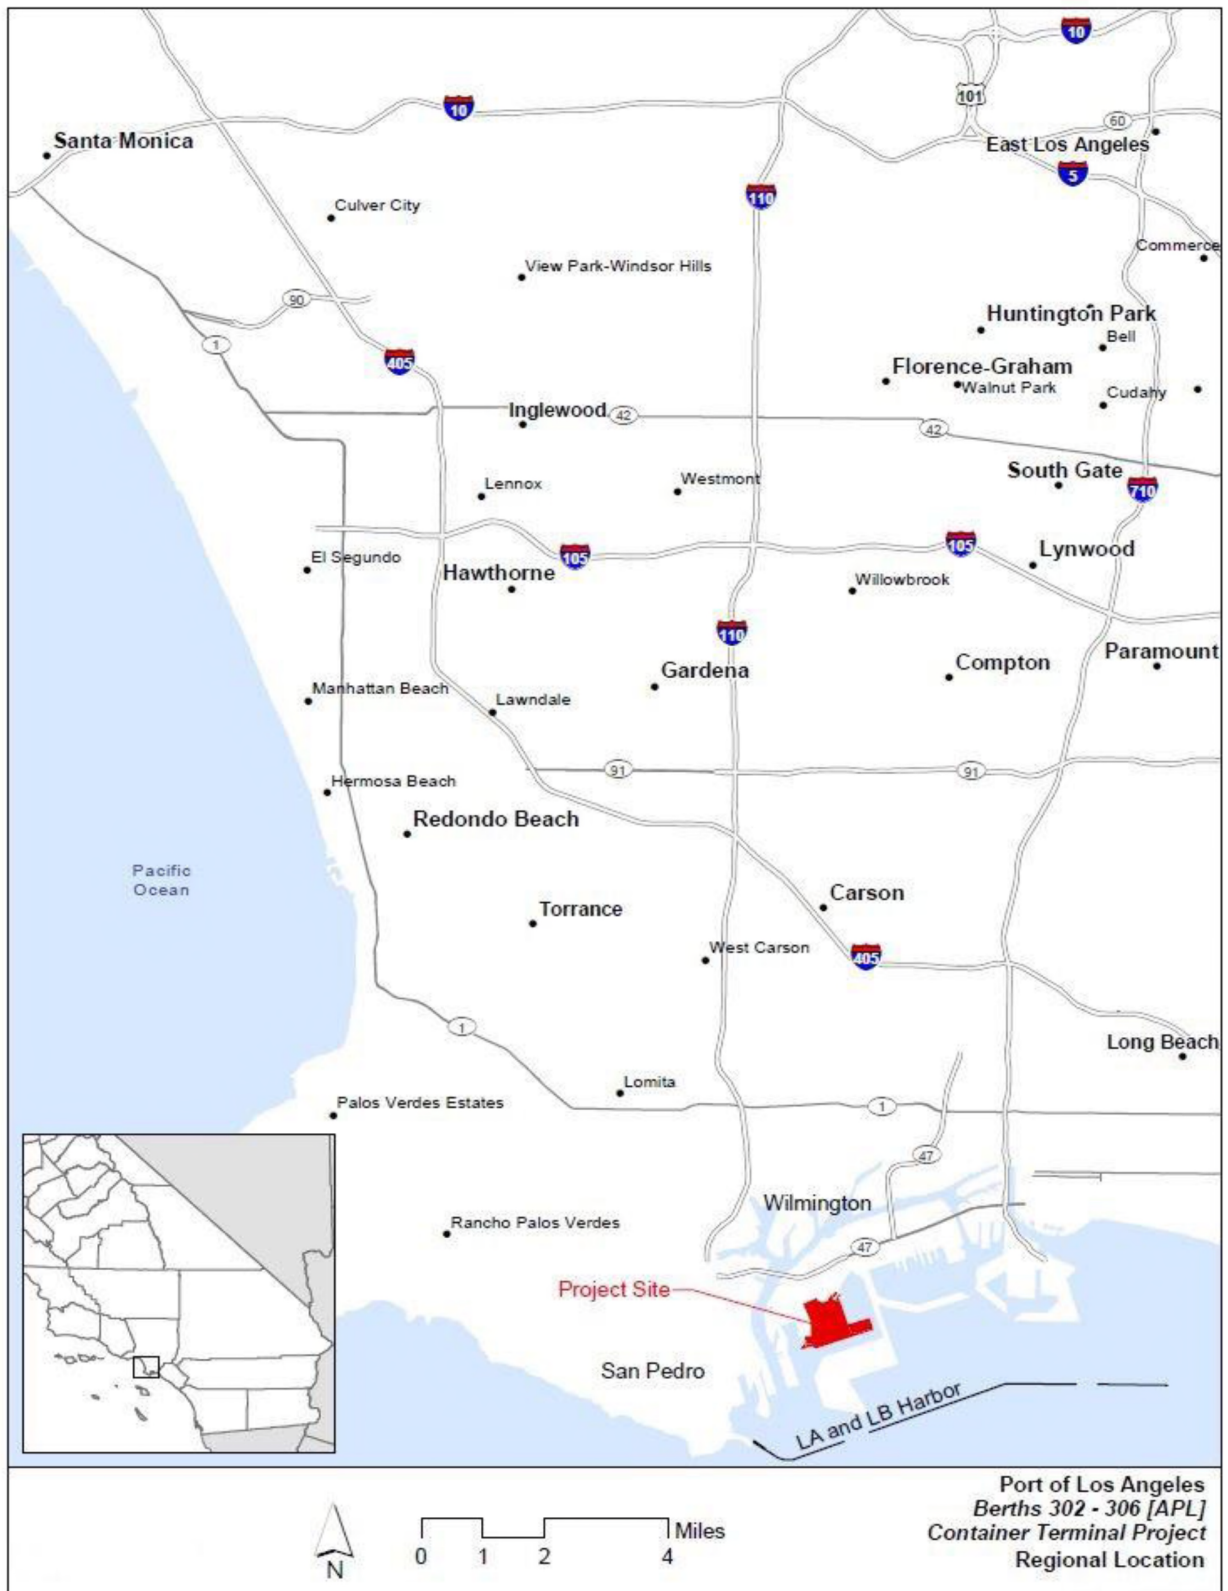 10
101
10
60
Santa Monica
East Los Angeles
5
110
Culver City
Commerce
View Park-Windsor Hills
90
Huntington Park
1
Bell
405
Florence-Graham
Walnut Park
Cudahy
Inglewood
42
42
South Gate
Lennox
Westmont
710
105
105
El Segundo
Lynwood
Hawthorne
Willowbrook
110
Gardena
Compton
Paramount
Manhattan Beach
Lawndale
91
91
Hermosa Beach
Redondo Beach
Pacific
Ocean
Carson
Torrance
West Carson
405
1
Long Beach
Lomita
Palos Verdes Estates
1
47
Wilmington
Rancho Palos Verdes
47
Project Site
San Pedro
LA and LB Harbor
N
0 1 2 4 Miles
Port of Los Angeles
Berths 302 - 306 [APL]
Container Terminal Project
Regional Location